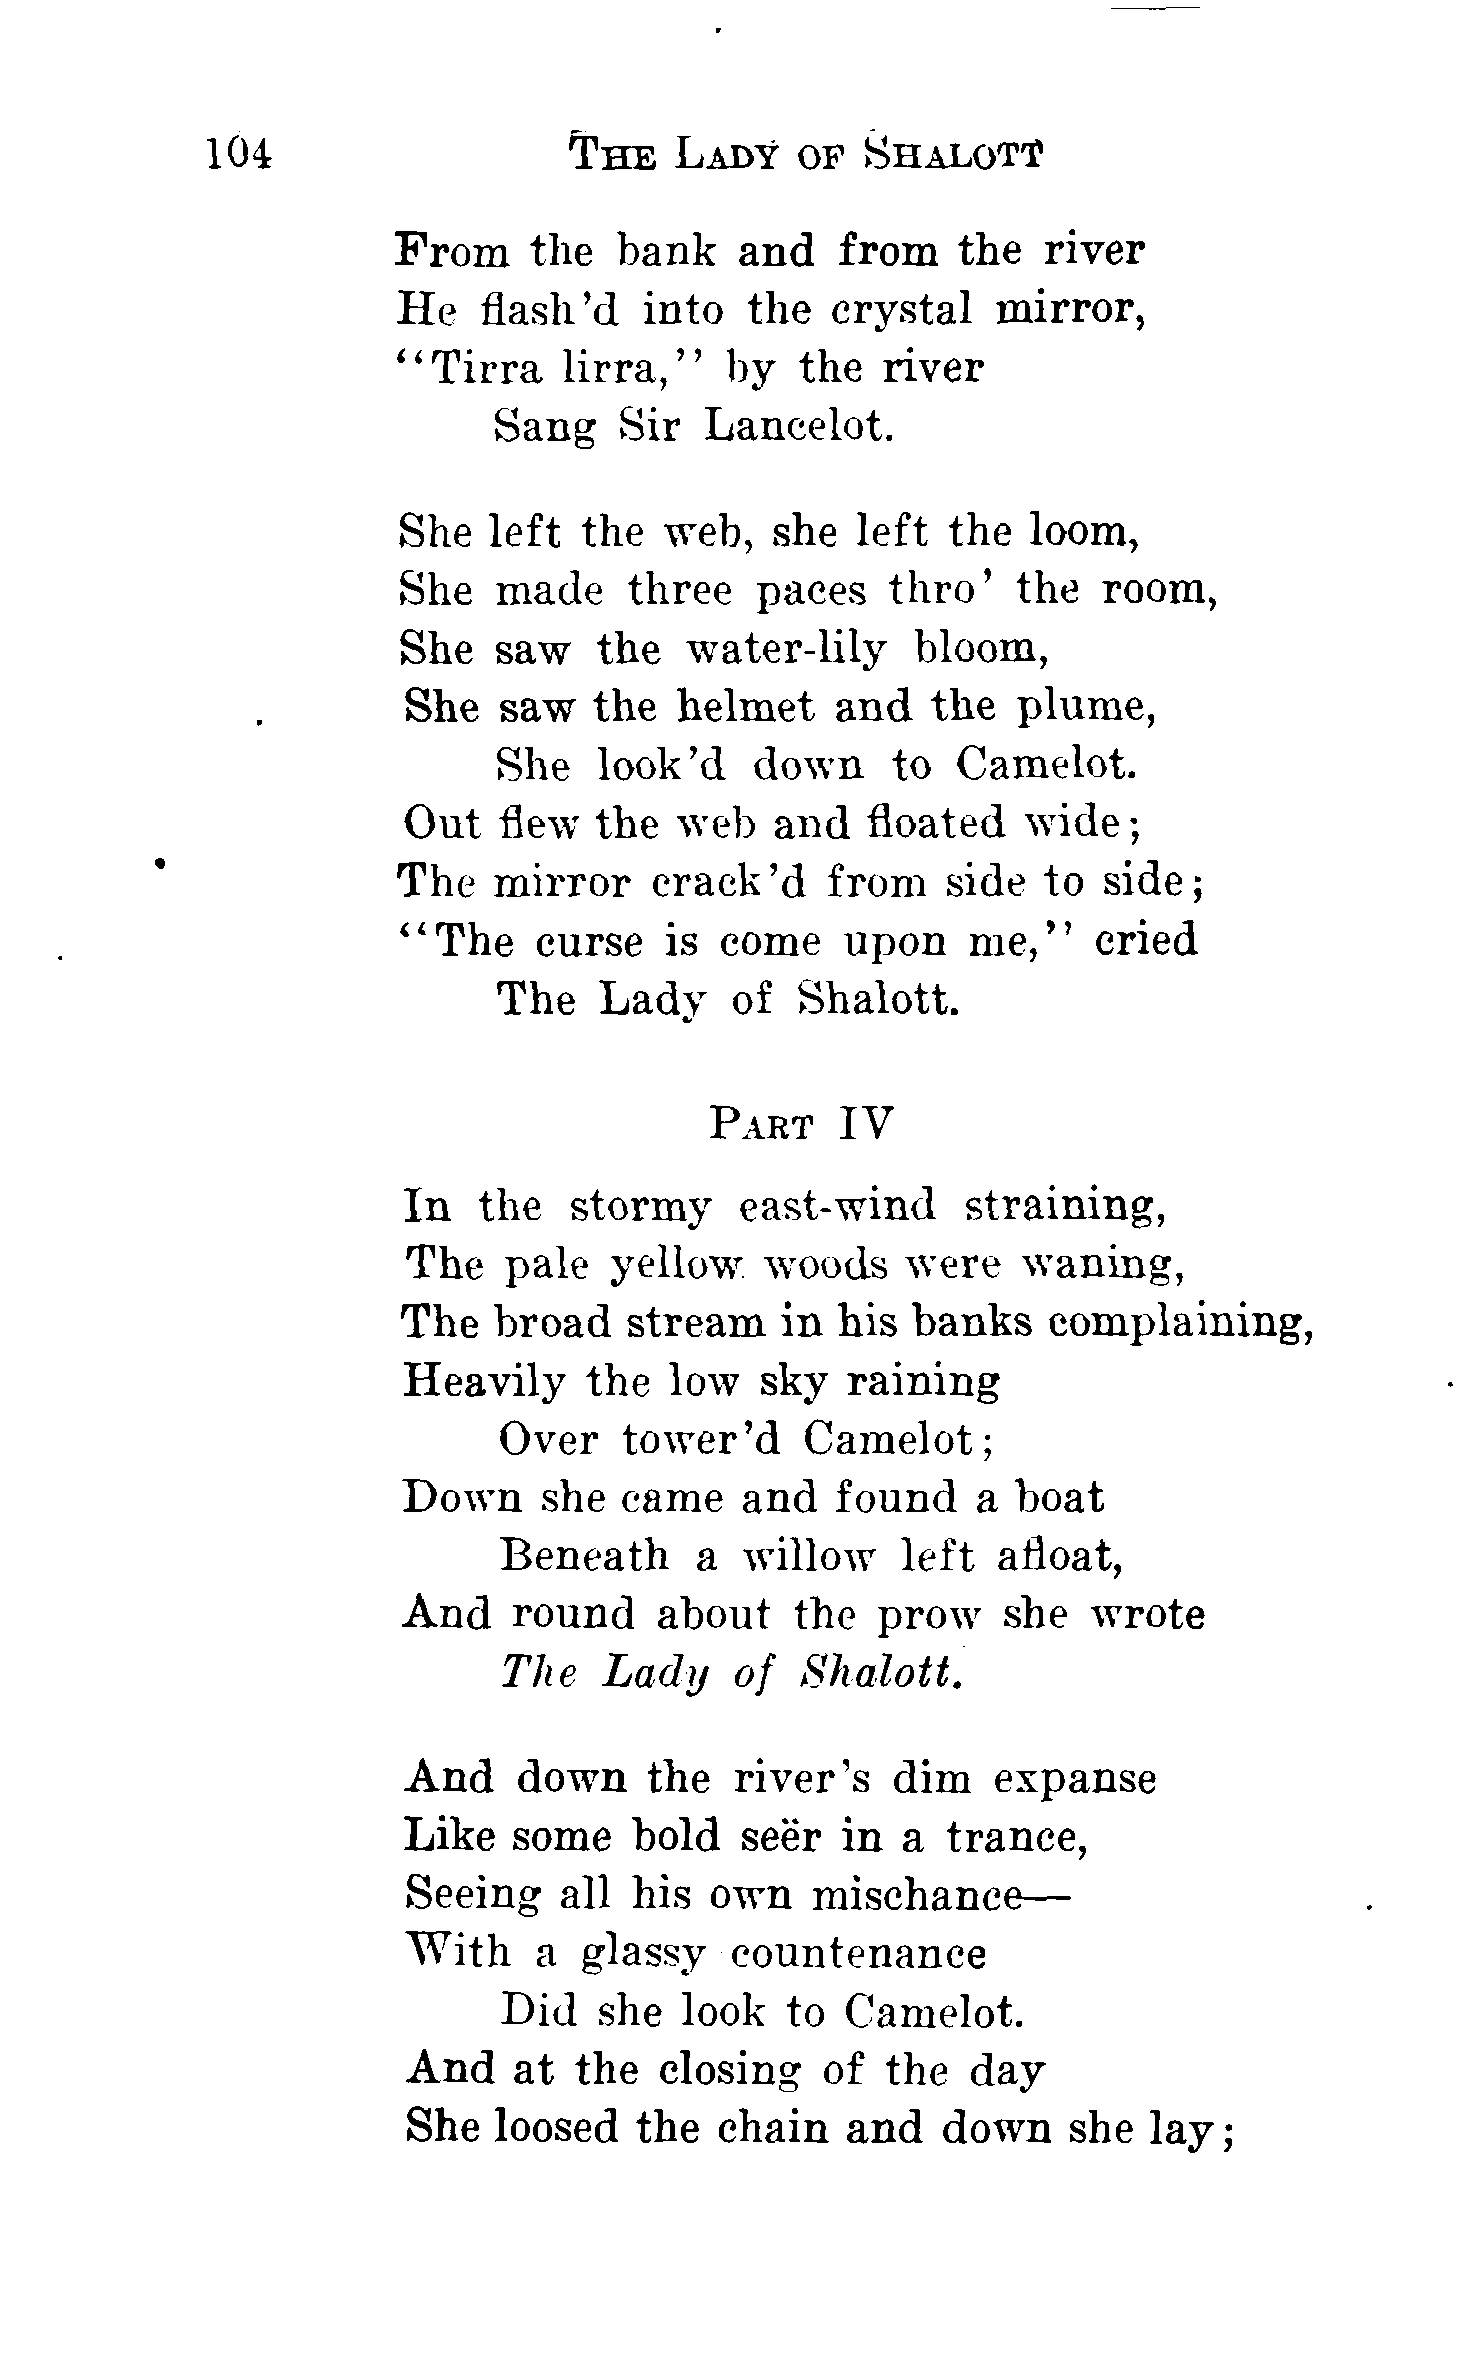 104 The Lady of Shalott
From the bank and from the river
He flash'd into the crystal mirror,
"Tirra lirra," by the river
Sang Sir Lancelot.
She left the web, she left the loom,
She made three paces thro' the room,
She saw the water-lily bloom,
She saw the helmet and the plume,
She look'd down to Camelot.
Out flew the web and floated wide;
The mirror crack'd from side to side;
"The curse is come upon me," cried
The Lady of Shalott.
Part IV
In the stormy east-wind straining,
The pale yellow woods were waning,
The broad stream in his banks complaining,
Heavily the low sky raining
Over tower'd Camelot;
Down she came and found a boat
Beneath a willow left afloat,
And round about the prow she wrote
The Lady of Shalott.
And down the river's dim expanse
Like some bold seër in a trance,
Seeing all his own mischance—
With a glassy countenance
Did she look to Camelot.
And at the closing of the day
She loosed the chain and down she lay;